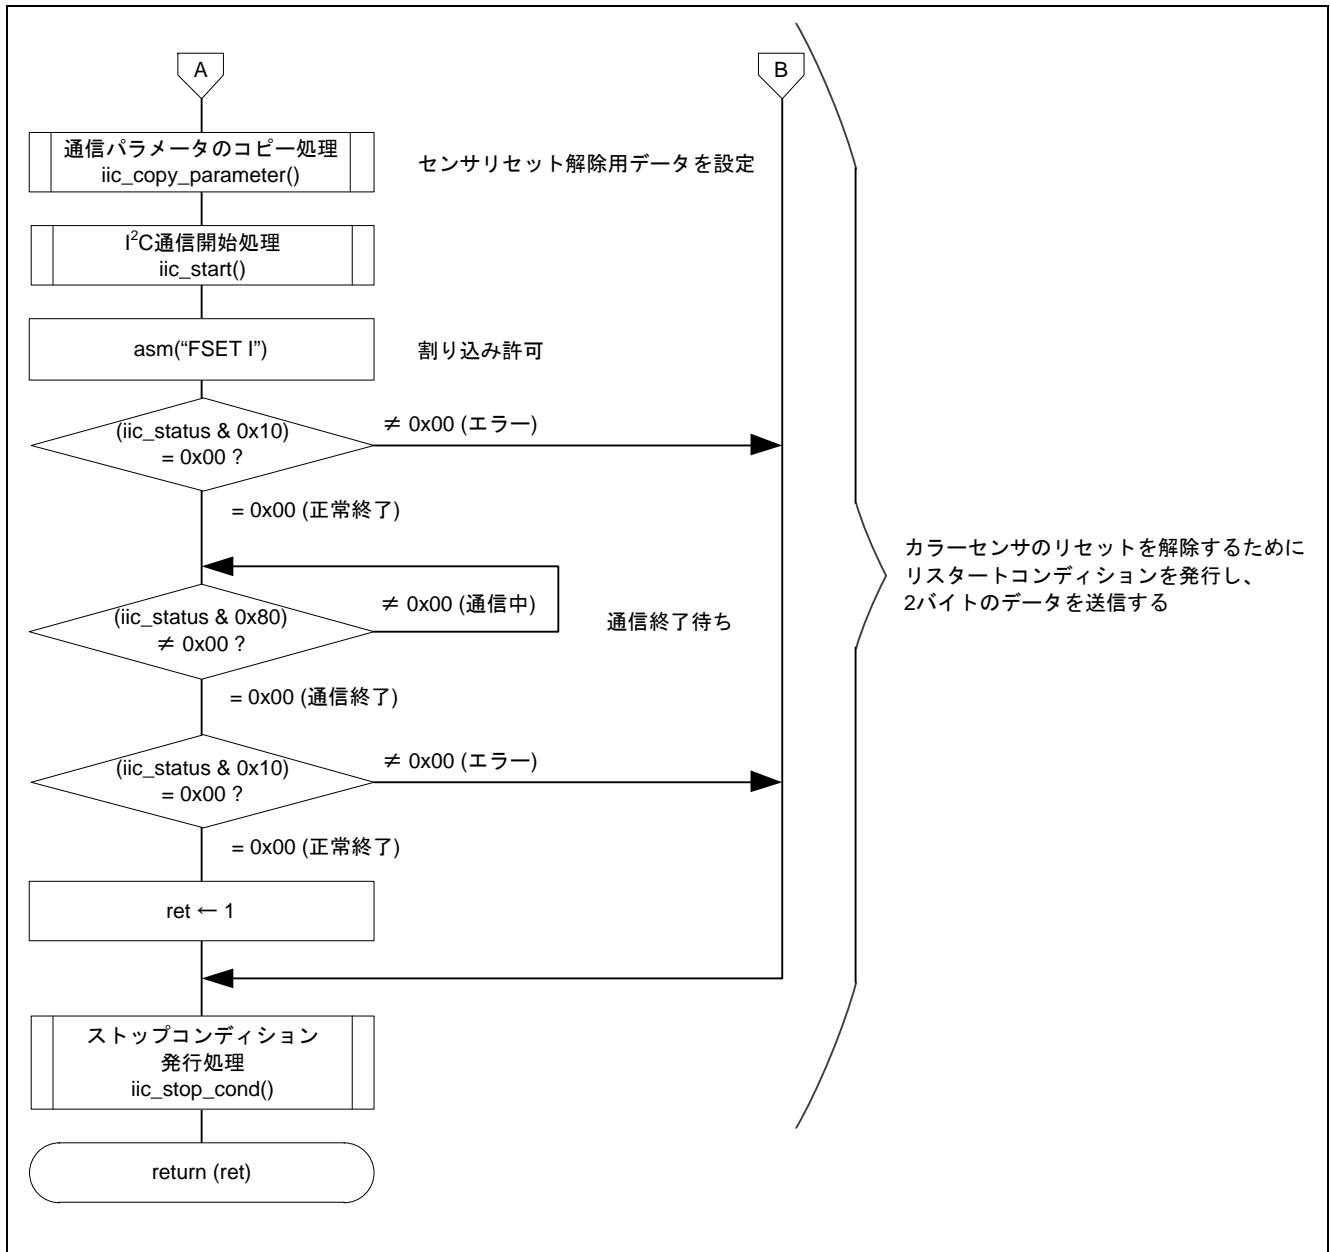 A
B
通信パラメータのコピー処理
iic_copy_parameter()
センサリセット解除用データを設定
I²C通信開始処理
iic_start()
asm(“FSET I”)
割り込み許可
(iic_status & 0x10)
= 0x00 ?
≠ 0x00 (エラー)
= 0x00 (正常終了)
(iic_status & 0x80)
≠ 0x00 ?
≠ 0x00 (通信中)
通信終了待ち
= 0x00 (通信終了)
(iic_status & 0x10)
= 0x00 ?
≠ 0x00 (エラー)
= 0x00 (正常終了)
ret ← 1
ストップコンディション
発行処理
iic_stop_cond()
return (ret)
カラーセンサのリセットを解除するために
リスタートコンディションを発行し、
2バイトのデータを送信する